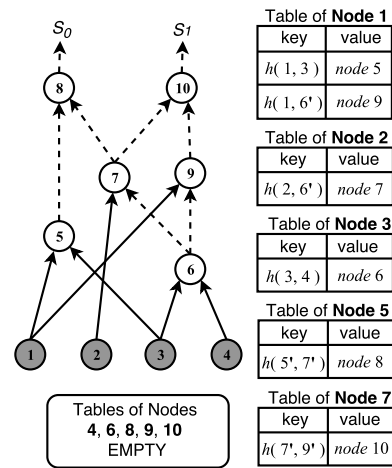 S0 S1
8 10
7 9
5
6
1 2 3 4
Tables of Nodes
4, 6, 8, 9, 10
EMPTY
Table of Node 1
key value
h( 1, 3 ) node 5
h( 1, 6' ) node 9
Table of Node 2
key value
h( 2, 6' ) node 7
Table of Node 3
key value
h( 3, 4 ) node 6
Table of Node 5
key value
h( 5', 7' ) node 8
Table of Node 7
key value
h( 7', 9' ) node 10